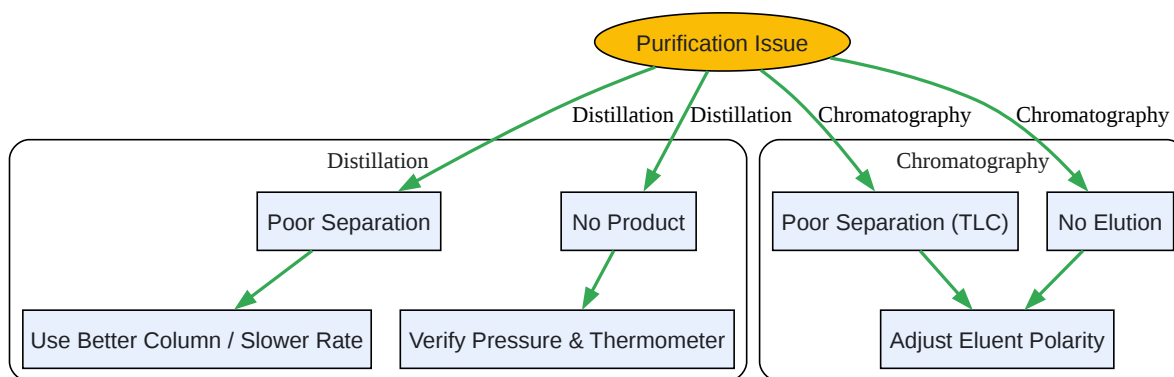 Purification Issue
Distillation
Distillation
Chromatography
Chromatography
Distillation
Chromatography
Poor Separation
No Product
Poor Separation (TLC)
No Elution
Use Better Column / Slower Rate
Verify Pressure & Thermometer
Adjust Eluent Polarity